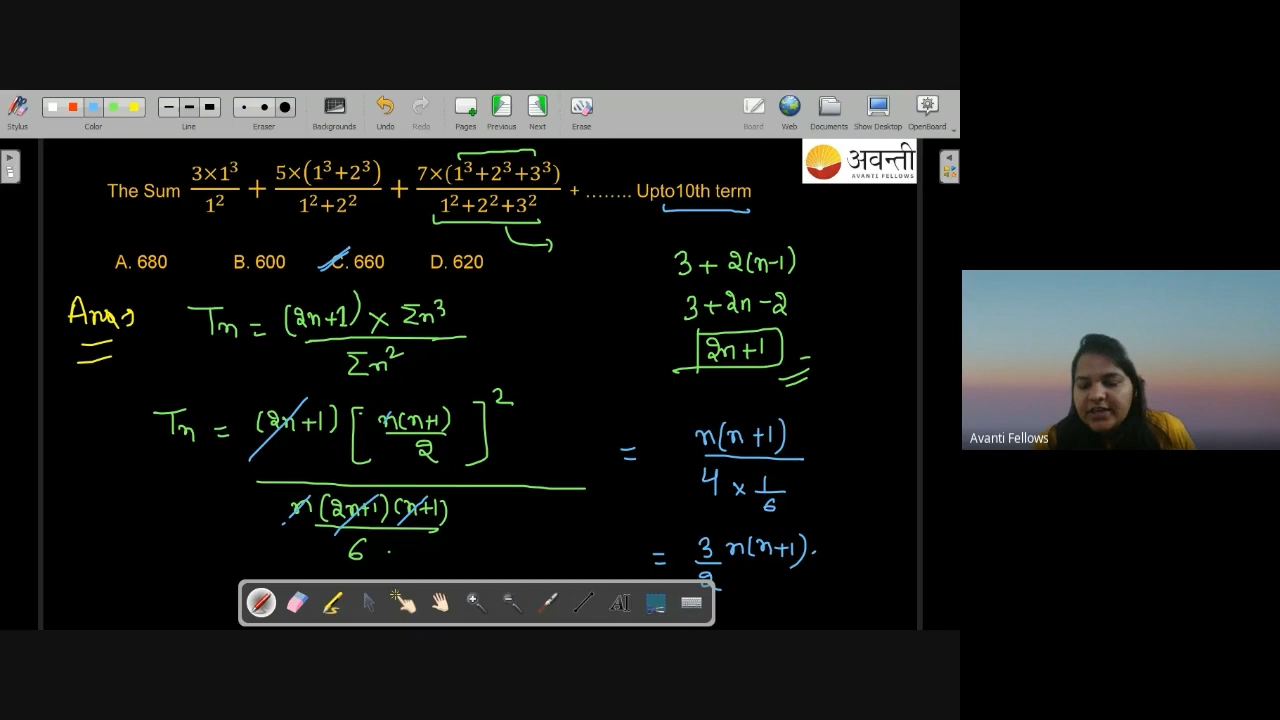 Stylus Color Line Eraser Backgrounds Undo Redo Pages Previous Next Erase Board Web Documents Show Desktop OpenBoard
अवन्ती
AVANTI FELLOWS
The Sum 3×1³/1² + 5×(1³+2³)/1²+2² + 7×(1³+2³+3³)/1²+2²+3² + ........ Upto10th term
A. 680 B. 600 C. 660 D. 620
3 + 2(n-1)
Ans Tn = (2n+1) × Σn³ / Σn²
3 + 2n - 2
2n+1
Tn = (2n+1) [n(n+1)/2]² / n(2n+1)(n+1)/6
= n(n+1) / 4 × 1/6
= 3/2 n(n+1).
Avanti Fellows